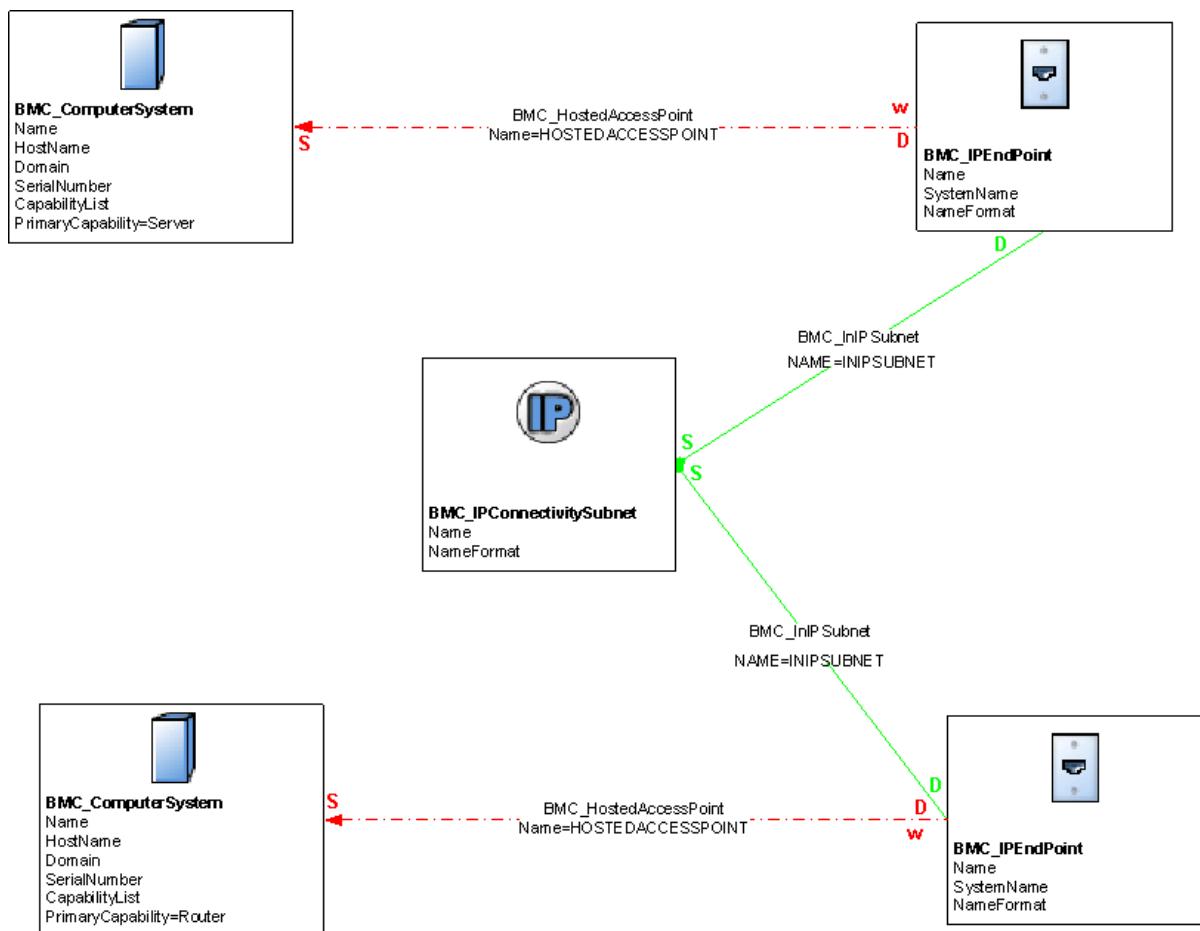 BMC_ComputerSystem
Name
HostName
Domain
SerialNumber
CapabilityList
PrimaryCapability=Server
S
BMC_HostedAccessPoint
Name=HOSTEDACCESSPOINT
w
D
BMC_IPEndPoint
Name
SystemName
NameFormat
D
BMC_InIPSubnet
NAME=INIPSUBNET
IP
BMC_IPConnectivitySubnet
Name
NameFormat
S
S
BMC_InIPSubnet
NAME=INIPSUBNET
D
BMC_ComputerSystem
Name
HostName
Domain
SerialNumber
CapabilityList
PrimaryCapability=Router
S
BMC_HostedAccessPoint
Name=HOSTEDACCESSPOINT
D
w
BMC_IPEndPoint
Name
SystemName
NameFormat